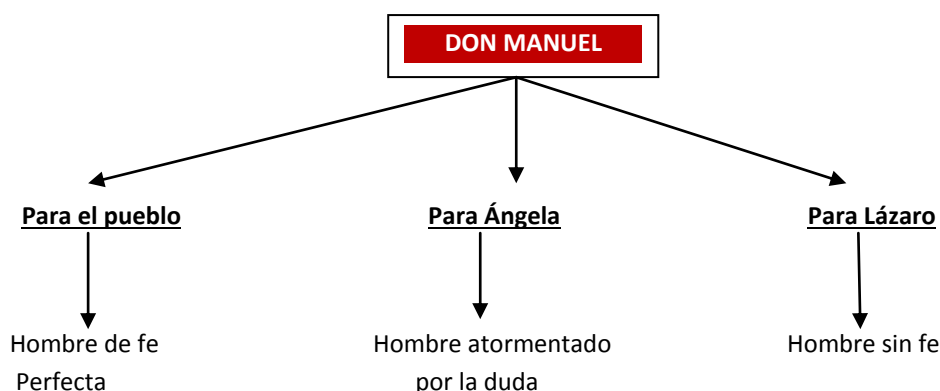 DON MANUEL
Para el pueblo
Para Ángela
Para Lázaro
Hombre de fe
Perfecta
Hombre atormentado
por la duda
Hombre sin fe